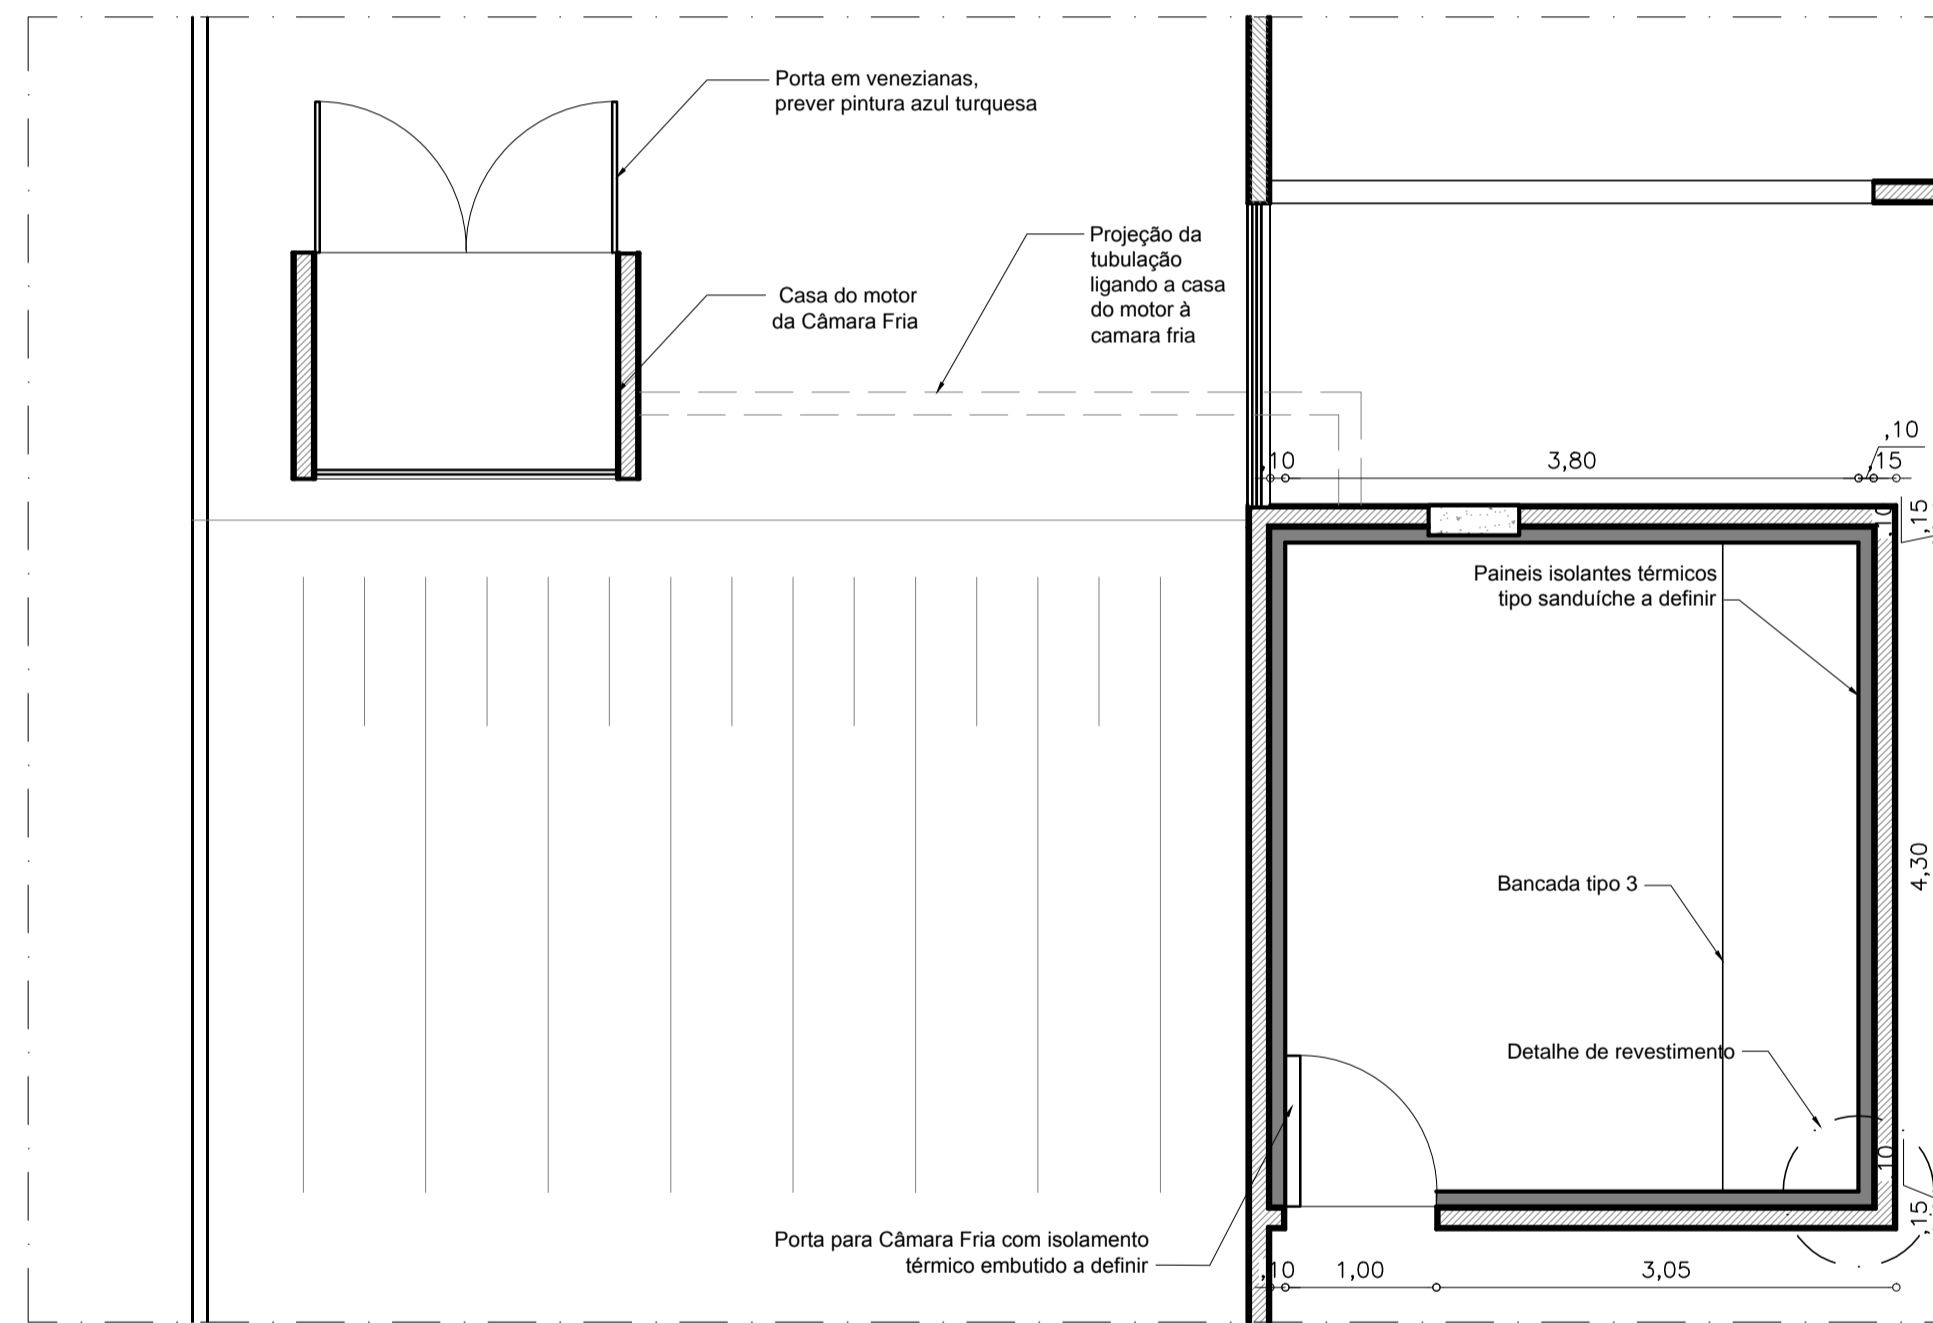 Porta em venezianas,
prever pintura azul turquesa
Projeção da
tubulação
ligando a casa
do motor à
camara fria
Casa do motor
da Câmara Fria
,10
10
3,80
15
10
,15
Paineis isolantes térmicos
tipo sanduíche a definir
4,30
Bancada tipo 3
Detalhe de revestimento
10
,15
Porta para Câmara Fria com isolamento
térmico embutido a definir
,10
1,00
3,05